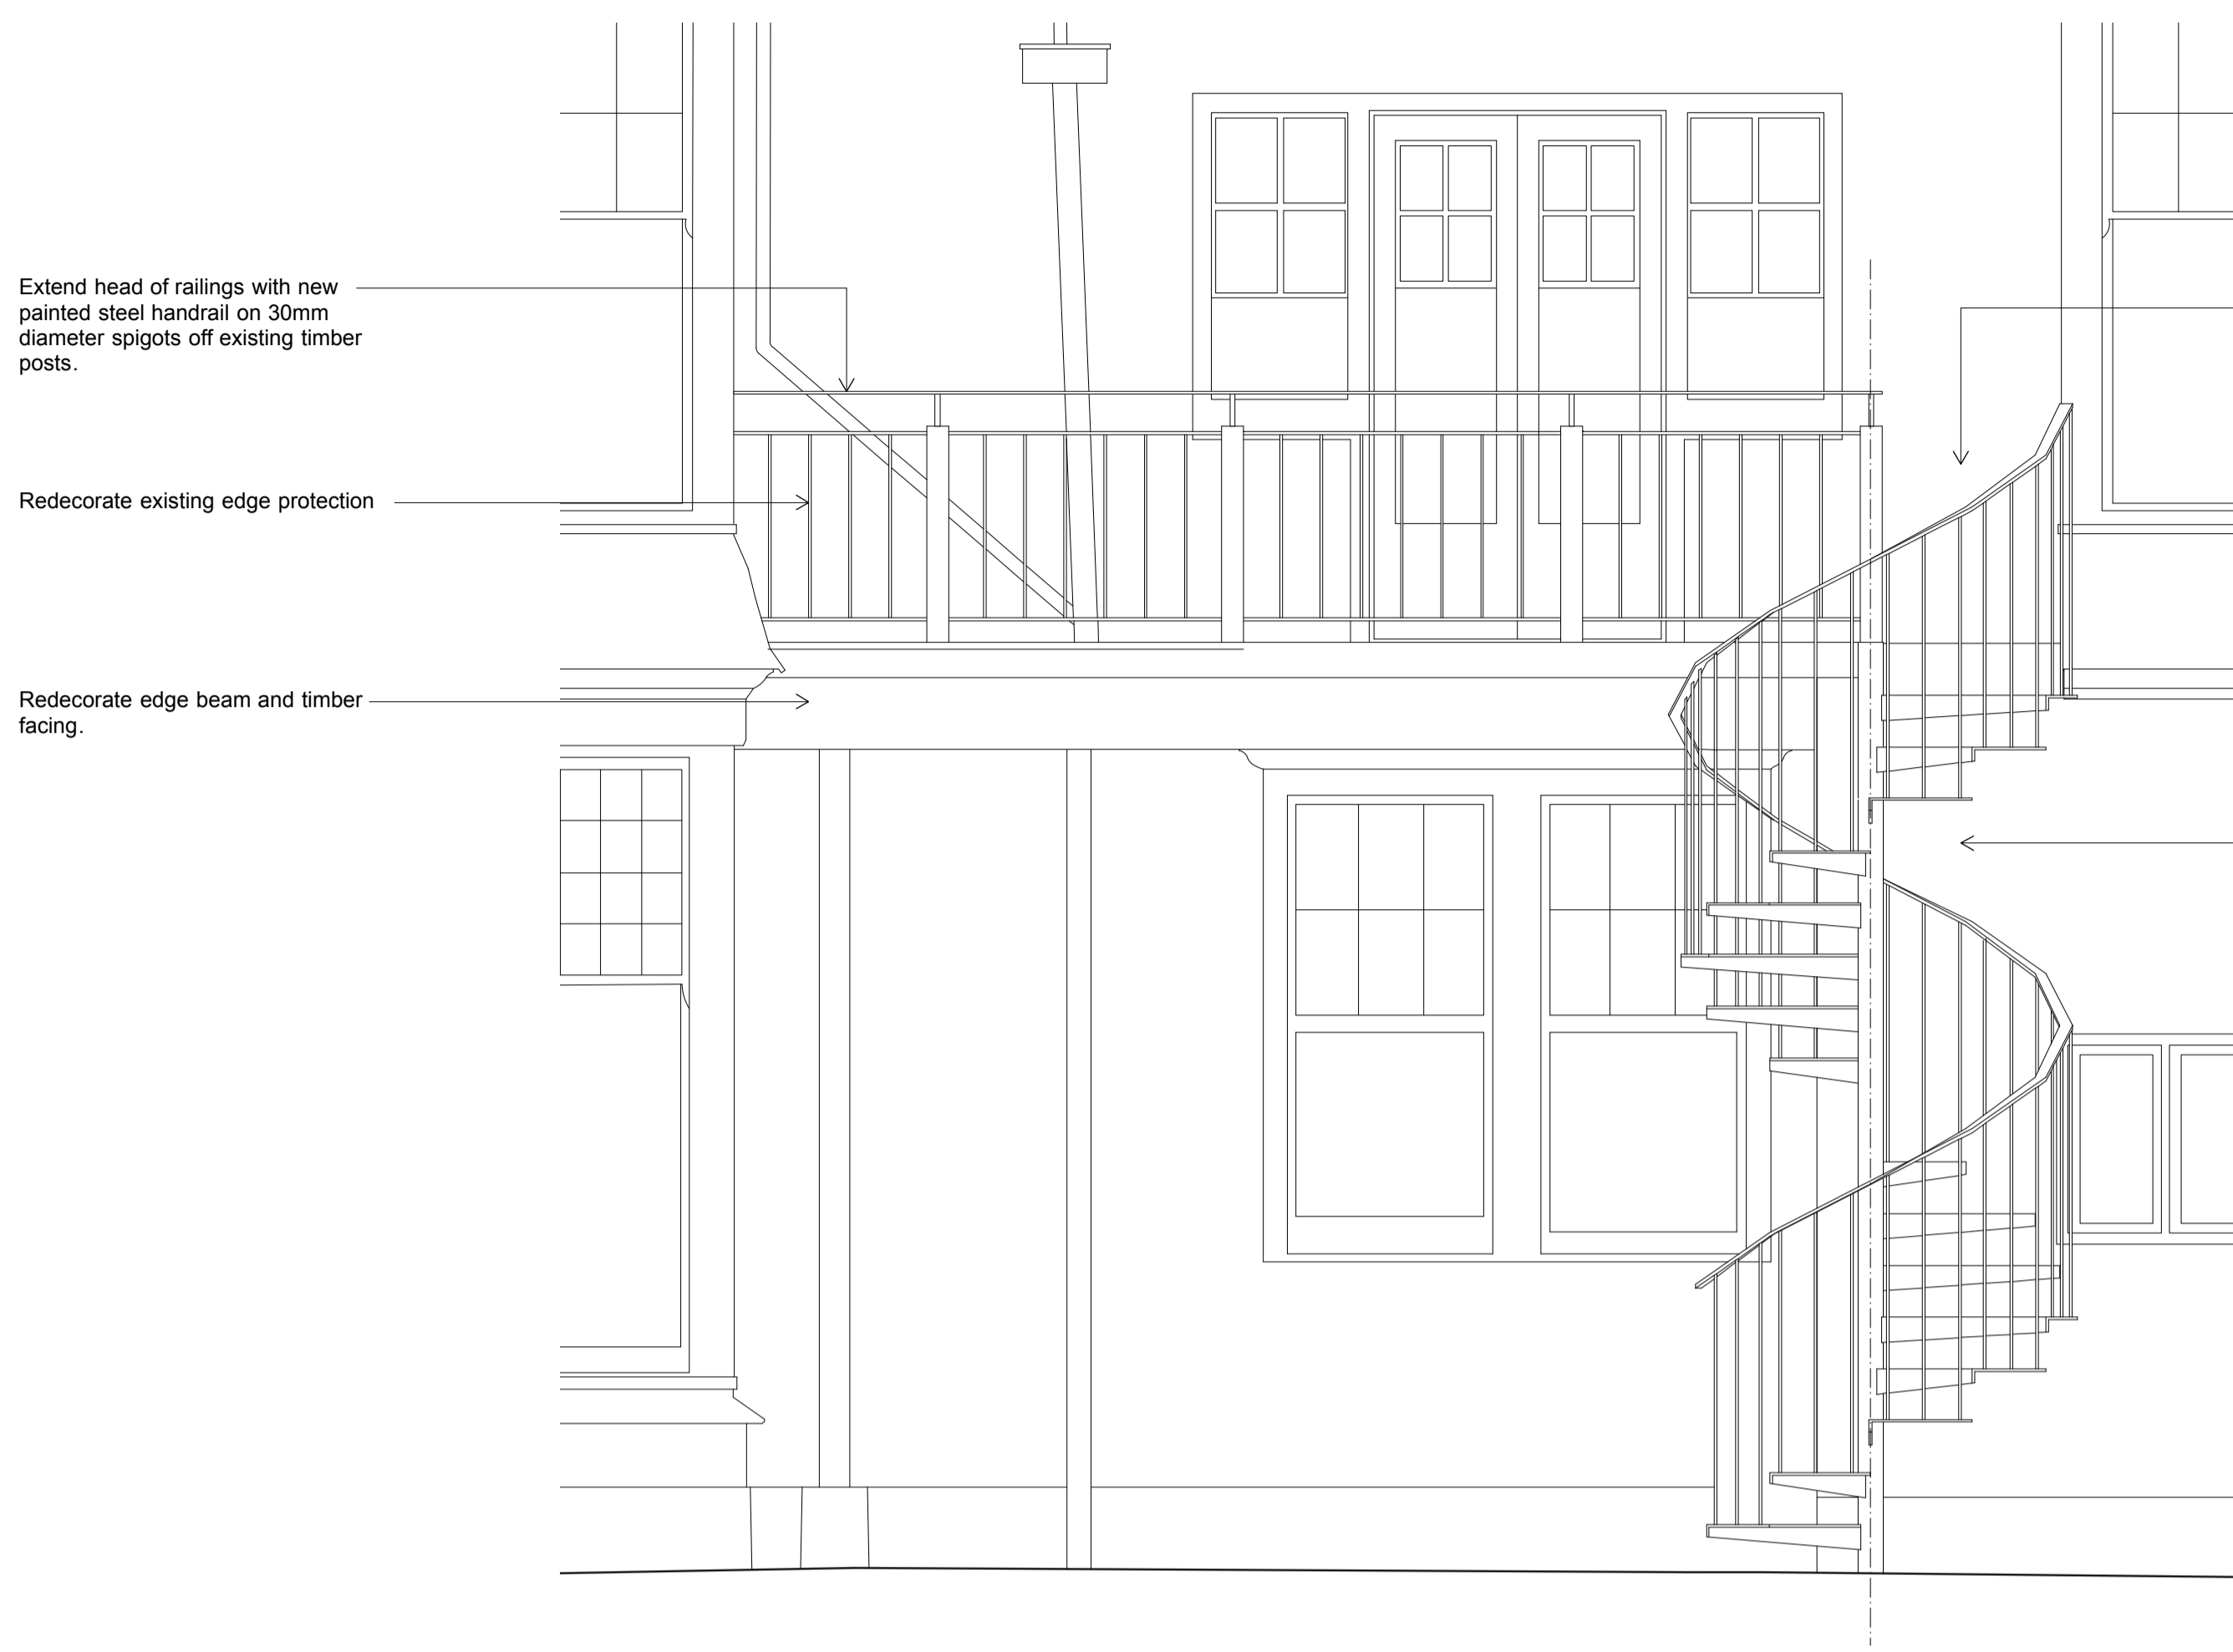 Extend head of railings with new
painted steel handrail on 30mm
diameter spigots off existing timber
posts.
Redecorate existing edge protection
Redecorate edge beam and timber
facing.